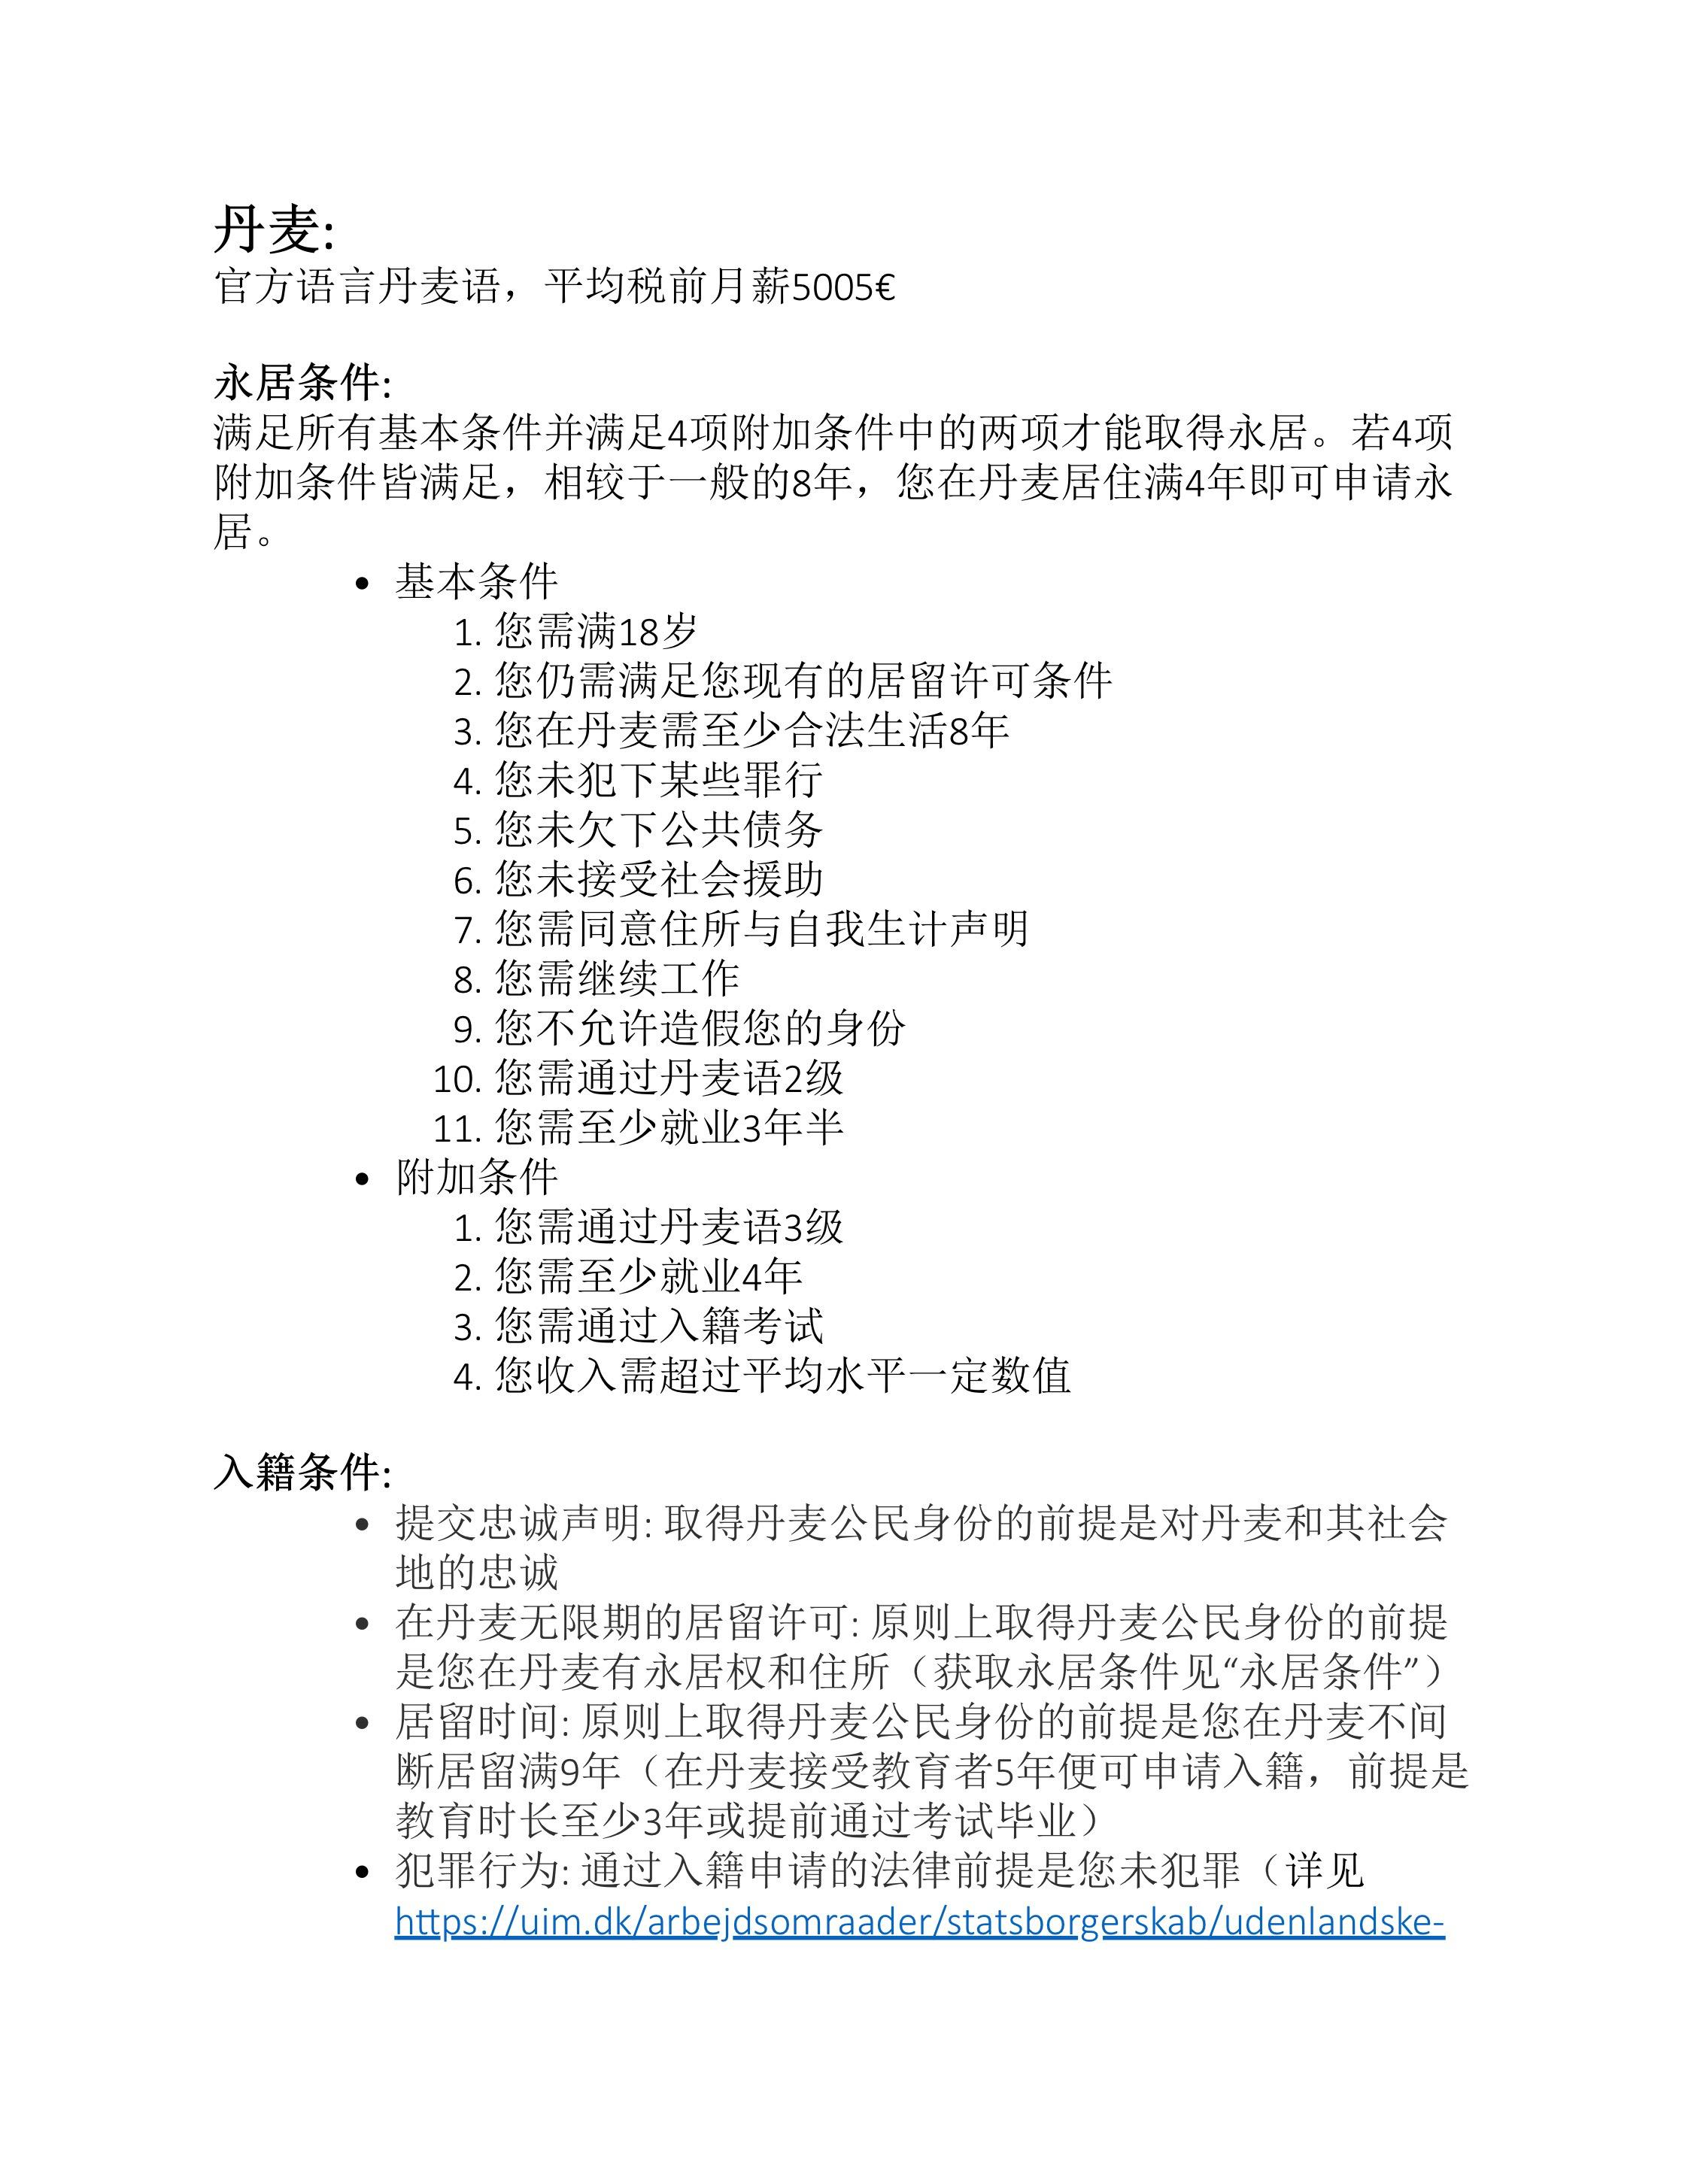 丹麦:
官方语言丹麦语，平均税前月薪5005€
永居条件:
满足所有基本条件并满足4项附加条件中的两项才能取得永居。若4项
附加条件皆满足，相较于一般的8年，您在丹麦居住满4年即可申请永
居。
• 基本条件
1. 您需满18岁
2. 您仍需满足您现有的居留许可条件
3. 您在丹麦需至少合法生活8年
4. 您未犯下某些罪行
5. 您未欠下公共债务
6. 您未接受社会援助
7. 您需同意住所与自我生计声明
8. 您需继续工作
9. 您不允许造假您的身份
10. 您需通过丹麦语2级
11. 您需至少就业3年半
• 附加条件
1. 您需通过丹麦语3级
2. 您需至少就业4年
3. 您需通过入籍考试
4. 您收入需超过平均水平一定数值
入籍条件:
• 提交忠诚声明: 取得丹麦公民身份的前提是对丹麦和其社会
地的忠诚
• 在丹麦无限期的居留许可: 原则上取得丹麦公民身份的前提
是您在丹麦有永居权和住所（获取永居条件见“永居条件”）
• 居留时间: 原则上取得丹麦公民身份的前提是您在丹麦不间
断居留满9年（在丹麦接受教育者5年便可申请入籍，前提是
教育时长至少3年或提前通过考试毕业）
• 犯罪行为: 通过入籍申请的法律前提是您未犯罪（详见
https://uim.dk/arbejdsomraader/statsborgerskab/udenlandske-